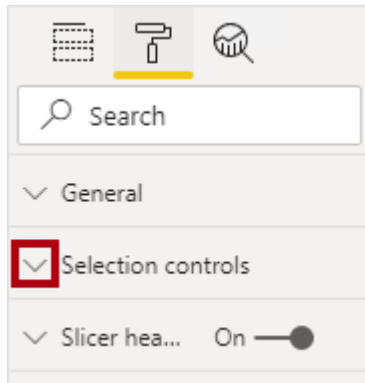 Search
General
Selection controls
Slicer hea... On